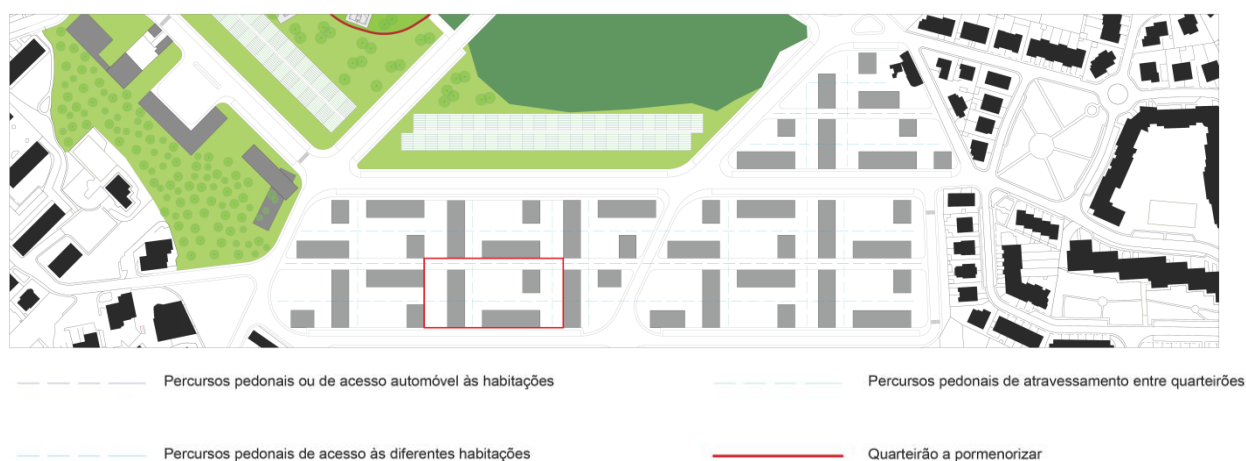 Percursos pedonais ou de acesso automóvel às habitações
Percursos pedonais de atravessamento entre quarteirões
Percursos pedonais de acesso às diferentes habitações
Quarteirão a pormenorizar